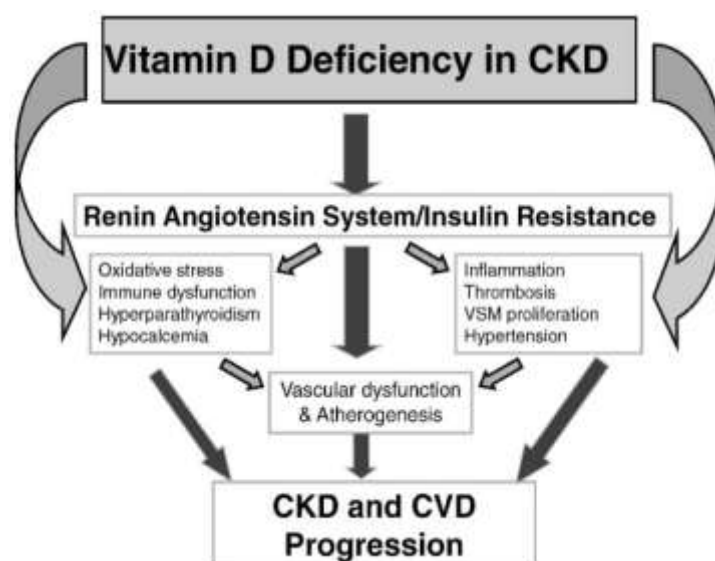 Vitamin D Deficiency in CKD
Renin Angiotensin System/Insulin Resistance
Oxidative stress
Immune dysfunction
Hyperparathyroidism
Hypocalcemia
Inflammation
Thrombosis
VSM proliferation
Hypertension
Vascular dysfunction
& Atherogenesis
CKD and CVD
Progression